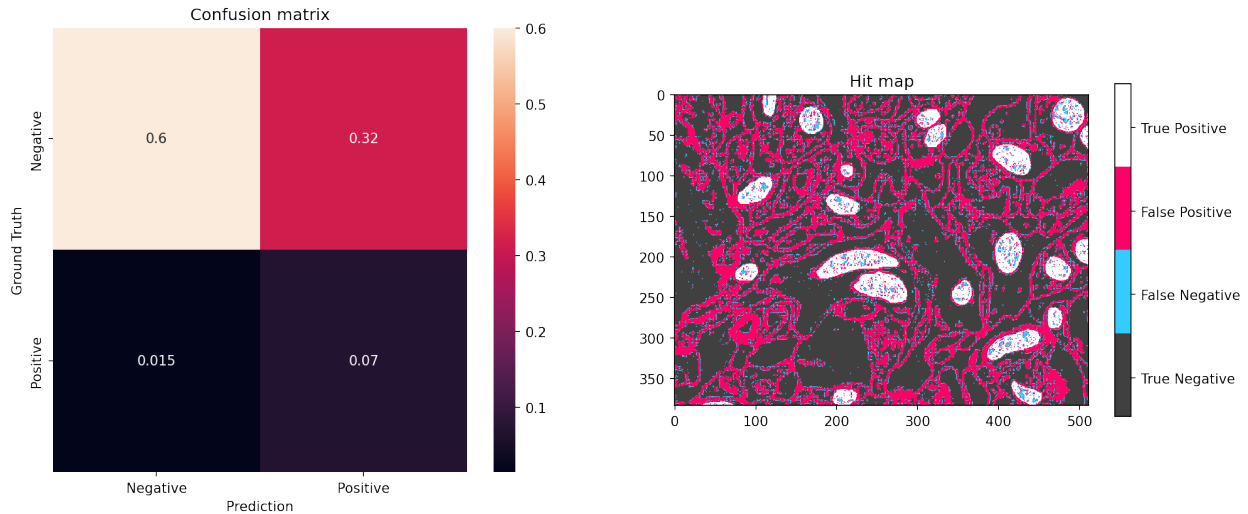 Confusion matrix
Ground Truth
Negative
Positive
0.6
0.32
0.015
0.07
Negative
Positive
Prediction
0.6
0.5
0.4
0.3
0.2
0.1
Hit map
0
50
100
150
200
250
300
350
0
100
200
300
400
500
True Positive
False Positive
False Negative
True Negative